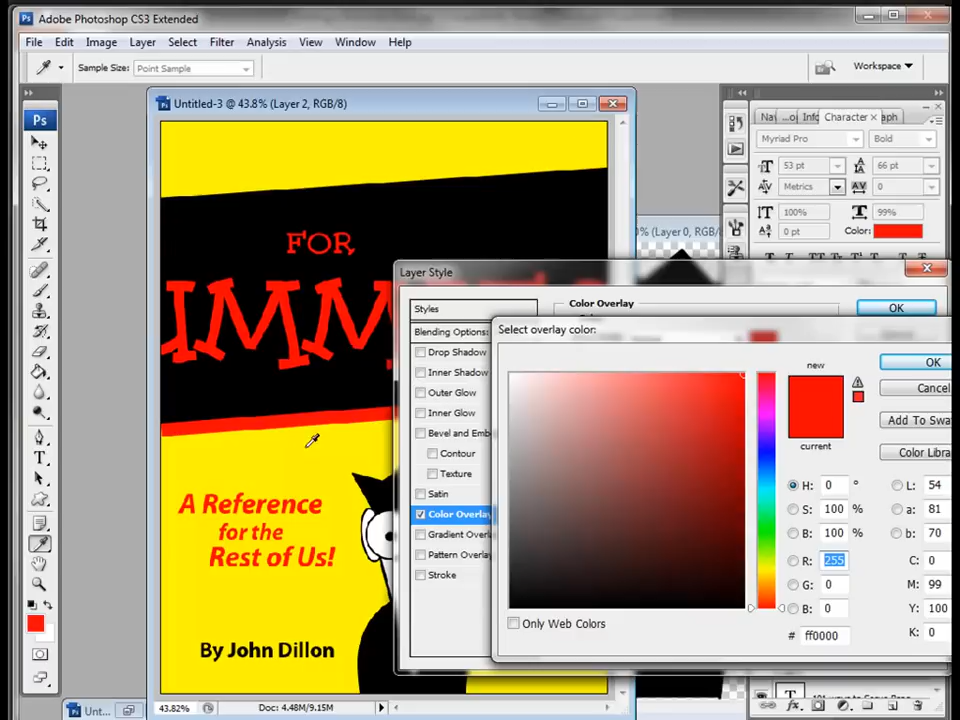 Adobe Photoshop CS3 Extended
File Edit Image Layer Select Filter Analysis View Window Help
Sample Size: Point Sample
Workspace
Ps
Untitled-3 @ 43.8% (Layer 2, RGB/8)
Info Character
Myriad Pro Bold
53 pt 66 pt
Metrics 0
100% 99%
0 pt Color:
(Layer 0, RGB/8
FOR
IMM
A Reference
for the
Rest of Us!
By John Dillon
Layer Style
Styles
Blending Options:
Drop Shadow
Inner Shadow
Outer Glow
Inner Glow
Bevel and Emb
Contour
Texture
Satin
Color Overlay
Gradient Overl
Pattern Overlay
Stroke
Color Overlay
OK
Select overlay color:
new
current
OK
Cancel
Add To Swa
Color Libra
H: 0 °
S: 100 %
B: 100 %
R: 255
G: 0
B: 0
# ff0000
L: 54
a: 81
b: 70
C: 0
M: 99
Y: 100
K: 0
Only Web Colors
43.82% Doc: 4.48M/9.15M
Unt...